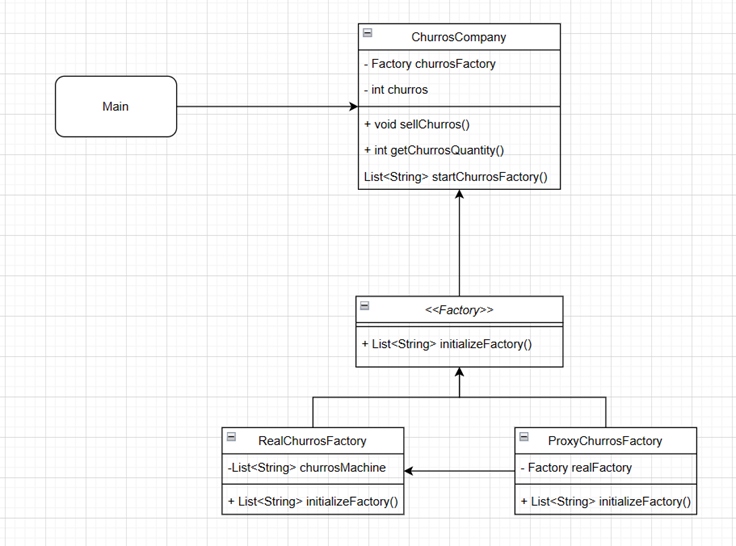 ChurrosCompany
- Factory churrosFactory
- int churros
+ void sellChurros()
+ int getChurrosQuantity()
List<String> startChurrosFactory()
Main
<<Factory>>
+ List<String> initializeFactory()
RealChurrosFactory
-List<String> churrosMachine
+ List<String> initializeFactory()
ProxyChurrosFactory
- Factory realFactory
+ List<String> initializeFactory()